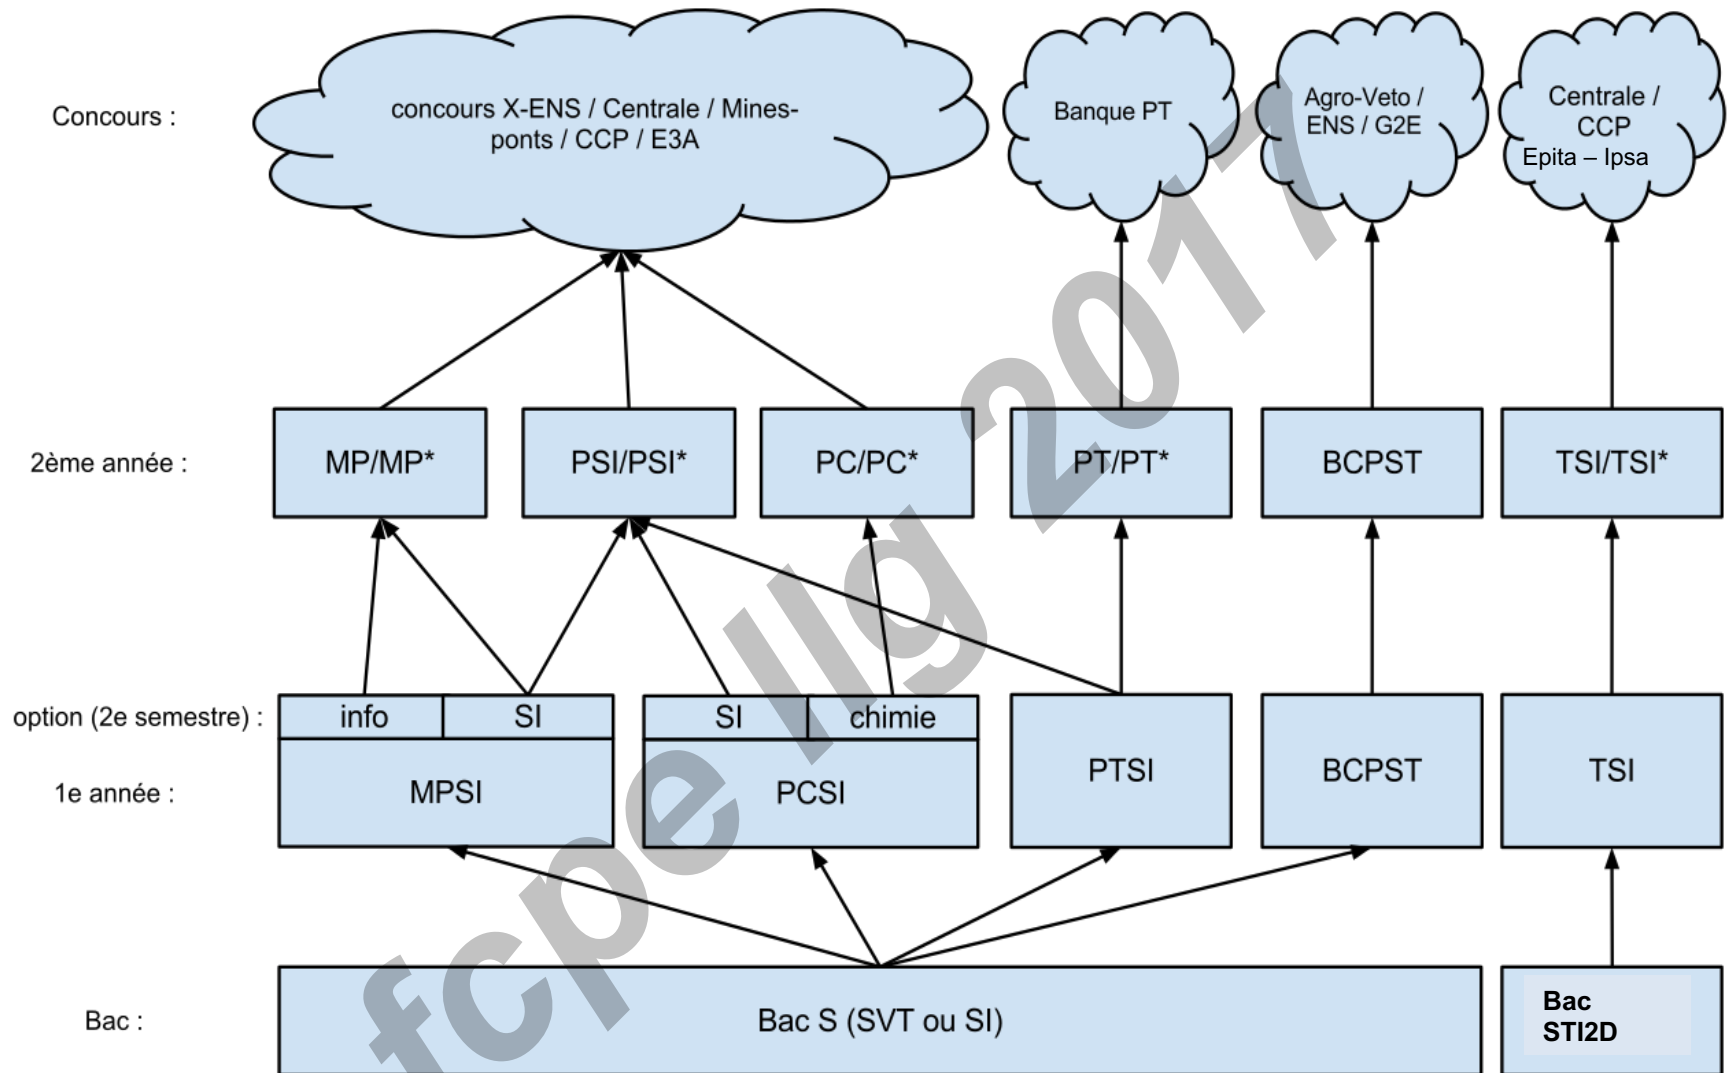 Concours :
concours X-ENS / Centrale / Mines-
ponts / CCP / E3A
Banque PT
Agro-Veto /
ENS / G2E
Centrale /
CCP
Epita – Ipsa
2ème année :
MP/MP*
PSI/PSI*
PC/PC*
PT/PT*
BCPST
TSI/TSI*
option (2e semestre) :
info
SI
SI
chimie
1e année :
MPSI
PCSI
PTSI
BCPST
TSI
Bac :
Bac S (SVT ou SI)
Bac
STI2D
fcpe llg 2017